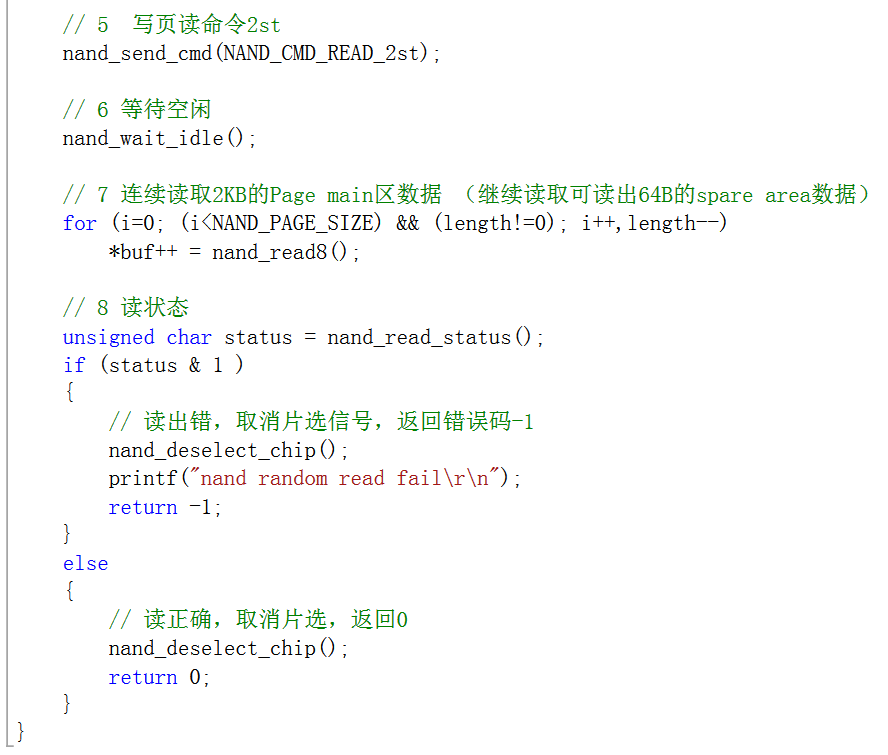 // 5  写页读命令2st
nand_send_cmd(NAND_CMD_READ_2st);
// 6 等待空闲
nand_wait_idle();
// 7 连续读取2KB的Page main区数据 （继续读取可读出64B的spare area数据）
for (i=0; (i<NAND_PAGE_SIZE) && (length!=0); i++,length--)
*buf++ = nand_read8();
// 8 读状态
unsigned char status = nand_read_status();
if (status & 1 )
{
// 读出错，取消片选信号，返回错误码-1
nand_deselect_chip();
printf("nand random read fail\r\n");
return -1;
}
else
{
// 读正确，取消片选，返回0
nand_deselect_chip();
return 0;
}
}